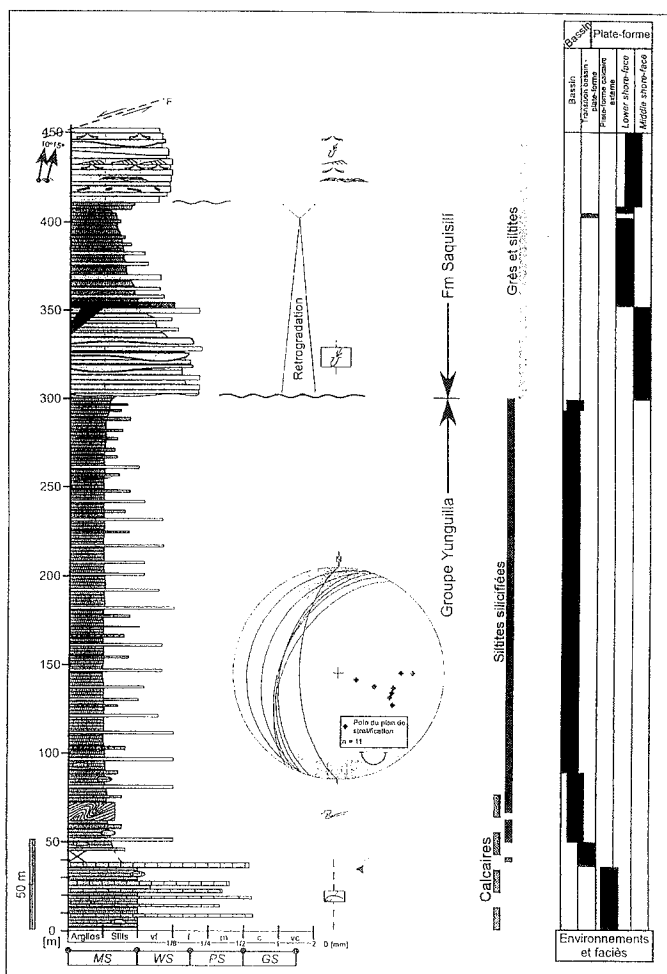 Bassin
Plate-forme
Bassin
Transition bassin -
plate-forme
Plate-forme calcaire
externe
Lower shore-face
Middle shore-face
F
450
10-15°
400
350
300
250
200
150
100
50
0
[m]
50 m
Retrogradation
Fm Saquisilí
Groupe Yunguilla
Grès et siltites
Siltites silicifiées
Calcaires
N
Pole du plan de
stratification
n = 11
Argiles
Silts
vf
f
m
c
vc
1/8
1/4
1/2
1
2
D [mm]
MS
WS
PS
GS
Environnements
et faciès